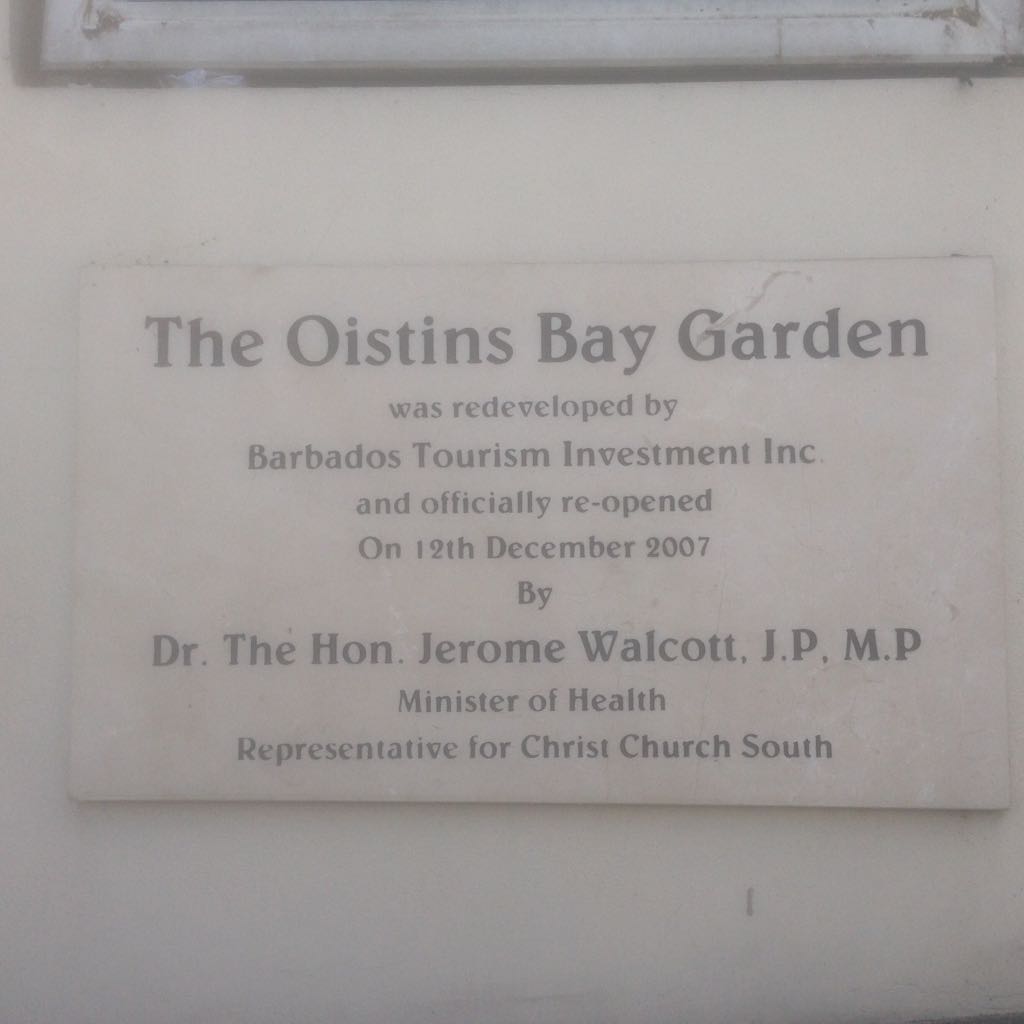 The Oistins Bay Garden
was redeveloped by
Barbados Tourism Investment Inc.
and officially re-opened
On 12th December 2007
By
Dr. The Hon. Jerome Walcott, J.P, M.P
Minister of Health
Representative for Christ Church South